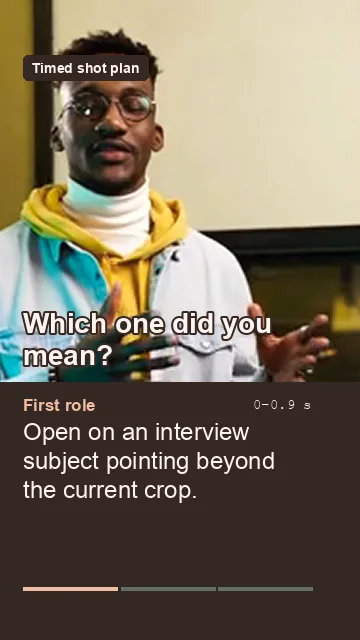 Timed shot plan
Which one did you
mean?
First role
0–0.9 s
Open on an interview
subject pointing beyond
the current crop.